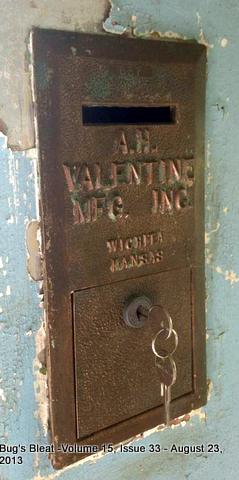 A.H.
VALENTINE
MFG. INC.
WICHITA
KANSAS
Bug's Bleat -Volume 15, Issue 33 - August 23,
2013